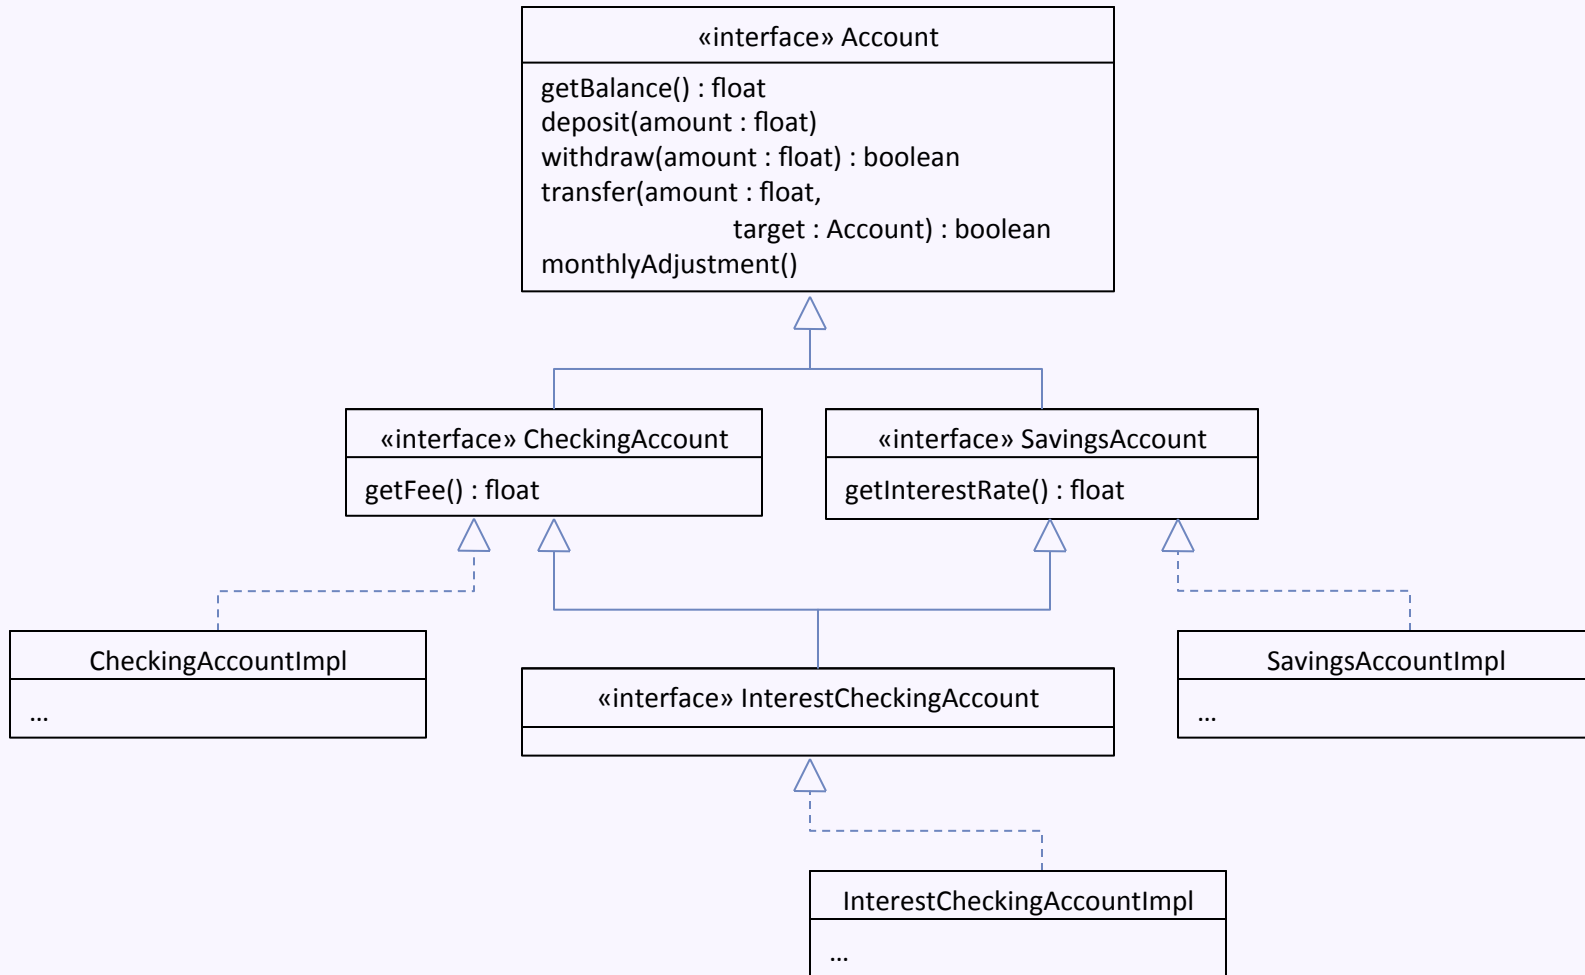 «interface» Account
getBalance() : float
deposit(amount : float)
withdraw(amount : float) : boolean
transfer(amount : float,
target : Account) : boolean
monthlyAdjustment()
«interface» CheckingAccount
getFee() : float
«interface» SavingsAccount
getInterestRate() : float
CheckingAccountImpl
...
«interface» InterestCheckingAccount
SavingsAccountImpl
...
InterestCheckingAccountImpl
...